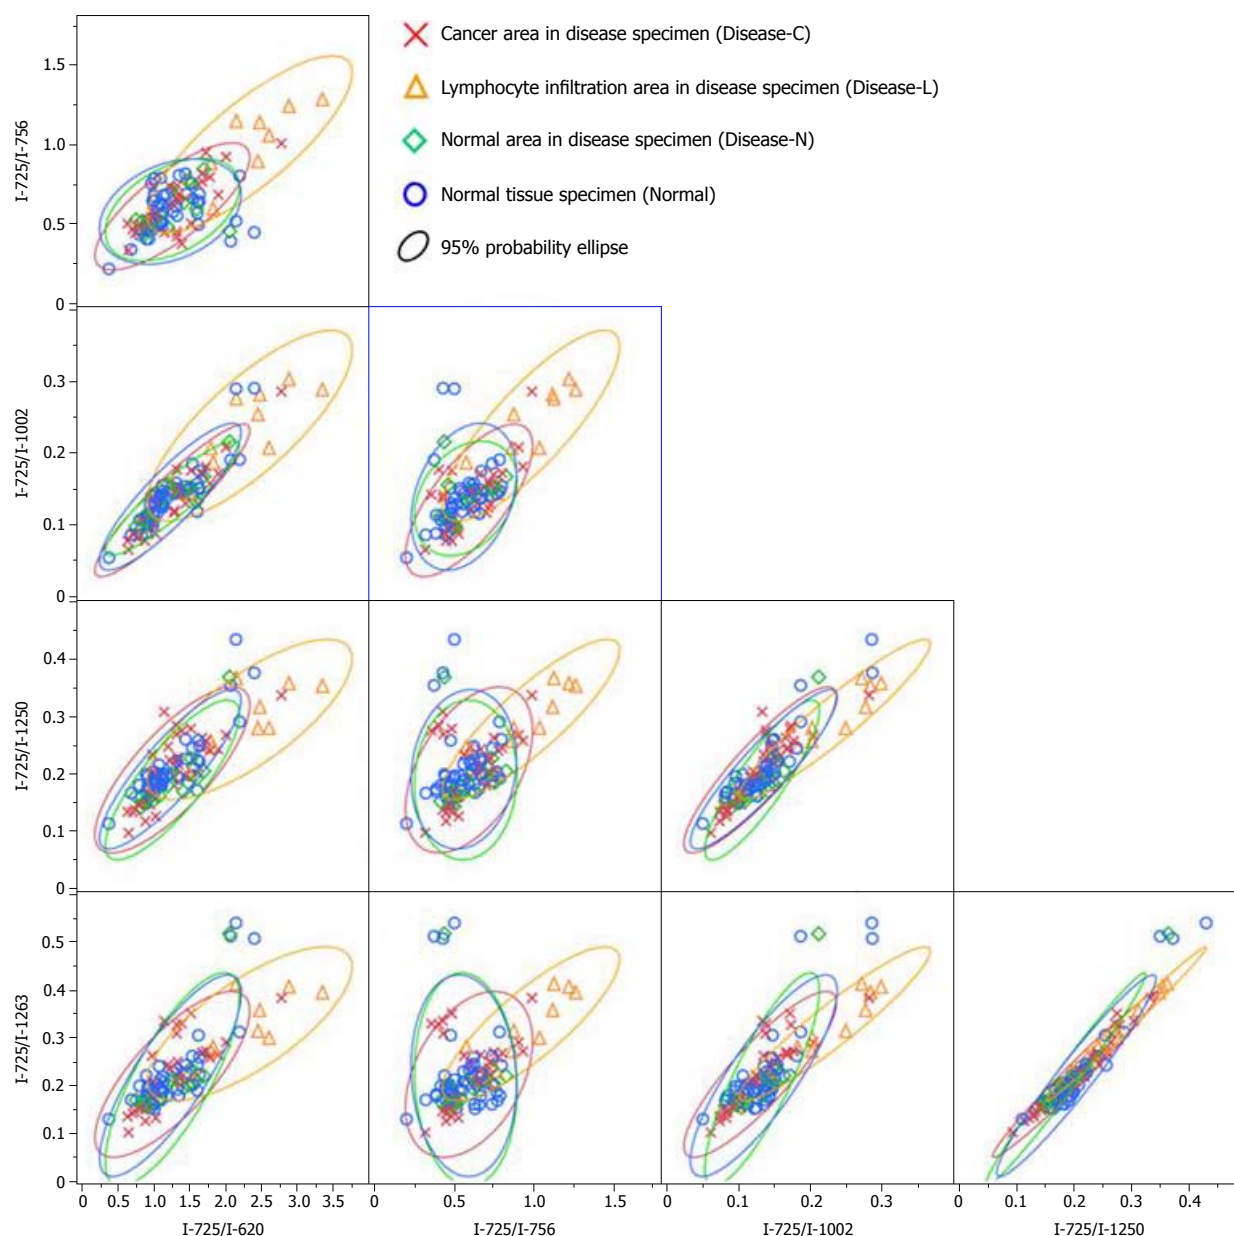 Cancer area in disease specimen (Disease-C)
Lymphocyte infiltration area in disease specimen (Disease-L)
Normal area in disease specimen (Disease-N)
Normal tissue specimen (Normal)
95% probability ellipse
I-725/I-756
1.5
1.0
0.5
0
I-725/I-1002
0.3
0.2
0.1
0
I-725/I-1250
0.4
0.3
0.2
0.1
0
I-725/I-1263
0.5
0.4
0.3
0.2
0.1
0
0 0.5 1.0 1.5 2.0 2.5 3.0 3.5
0 0.5 1.0 1.5
0 0.1 0.2 0.3
0 0.1 0.2 0.3 0.4
I-725/I-620
I-725/I-756
I-725/I-1002
I-725/I-1250